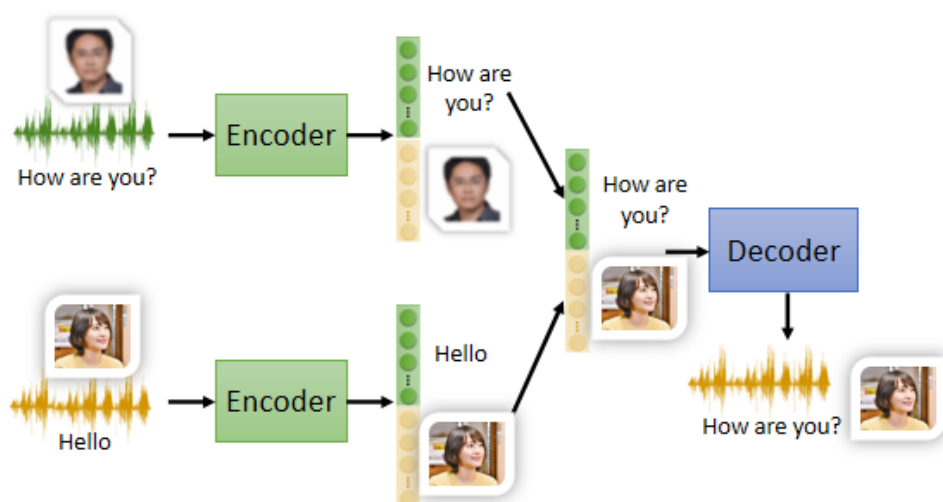 How are
you?
Encoder
How are you?
How are
you?
Decoder
Hello
Encoder
Hello
How are you?